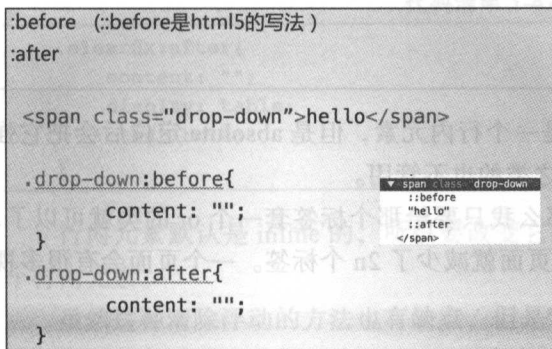 :before （::before是html5的写法）
:after
<span class="drop-down">hello</span>
.drop-down:before{
content: "";
}
.drop-down:after{
content: "";
}
▼ <span class="drop-down
::before
"hello"
::after
</span>